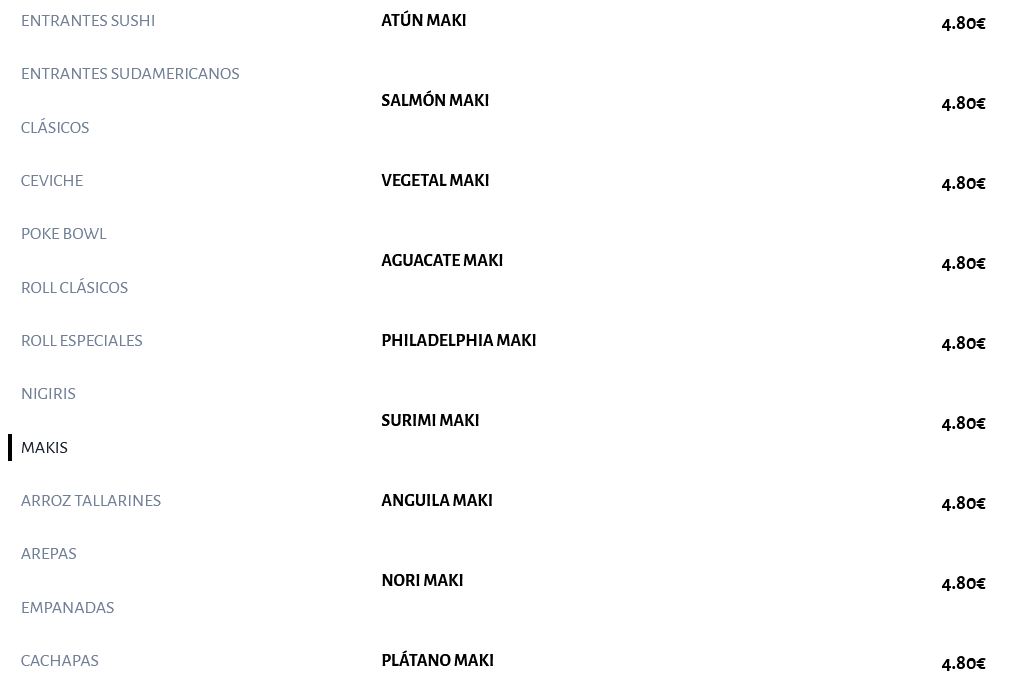 ENTRANTES SUSHI
ENTRANTES SUDAMERICANOS
CLÁSICOS
CEVICHE
POKE BOWL
ROLL CLÁSICOS
ROLL ESPECIALES
NIGIRIS
MAKIS
ARROZ TALLARINES
AREPAS
EMPANADAS
CACHAPAS
ATÚN MAKI 4.80€
SALMÓN MAKI 4.80€
VEGETAL MAKI 4.80€
AGUACATE MAKI 4.80€
PHILADELPHIA MAKI 4.80€
SURIMI MAKI 4.80€
ANGUILA MAKI 4.80€
NORI MAKI 4.80€
PLÁTANO MAKI 4.80€